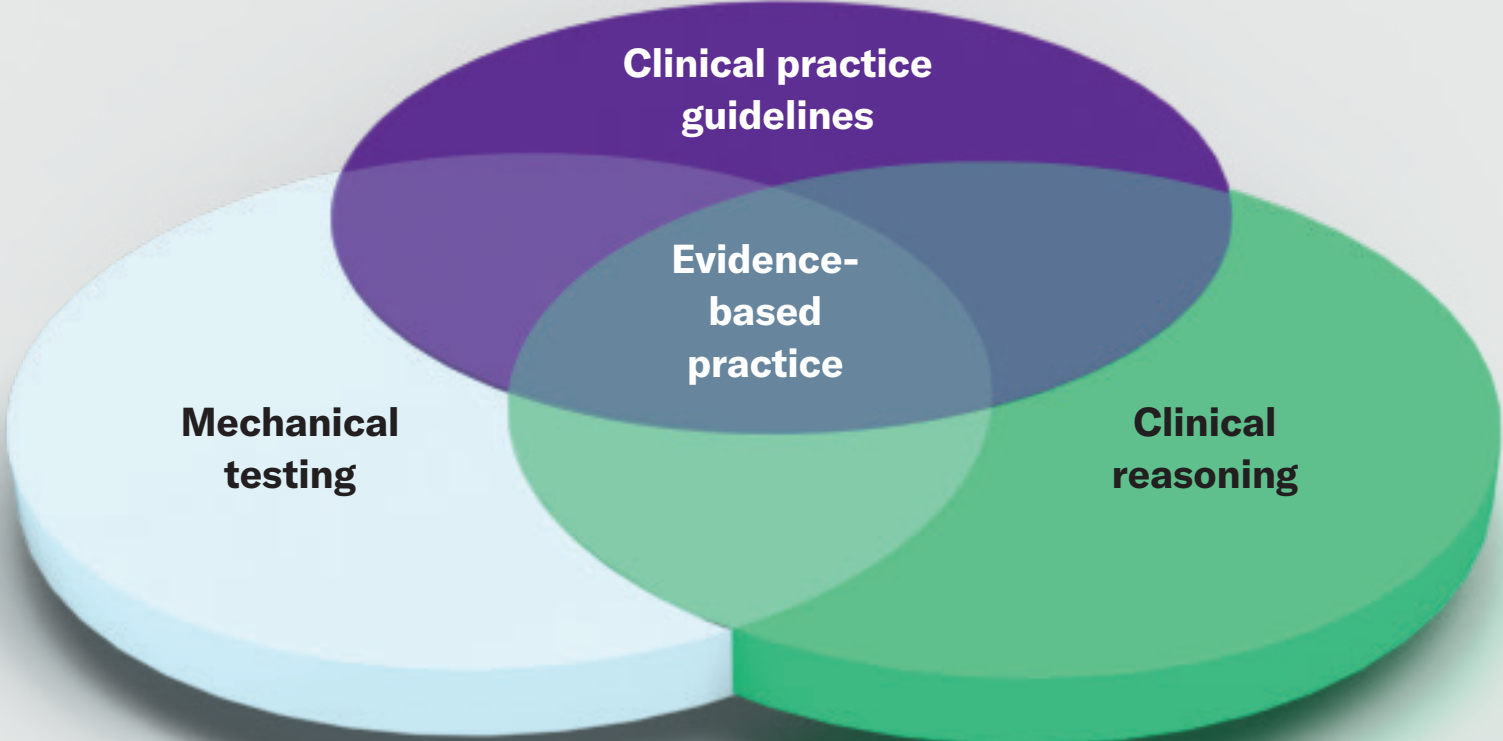 Clinical practice
guidelines
Evidence-
based
practice
Mechanical
testing
Clinical
reasoning